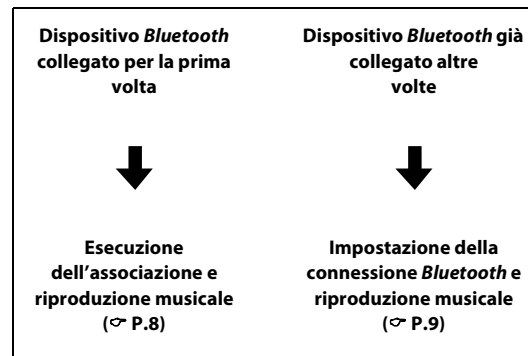 Dispositivo Bluetooth
collegato per la prima
volta
Dispositivo Bluetooth già
collegato altre
volte
Esecuzione
dell'associazione e
riproduzione musicale
(☞ P.8)
Impostazione della
connessione Bluetooth e
riproduzione musicale
(☞ P.9)